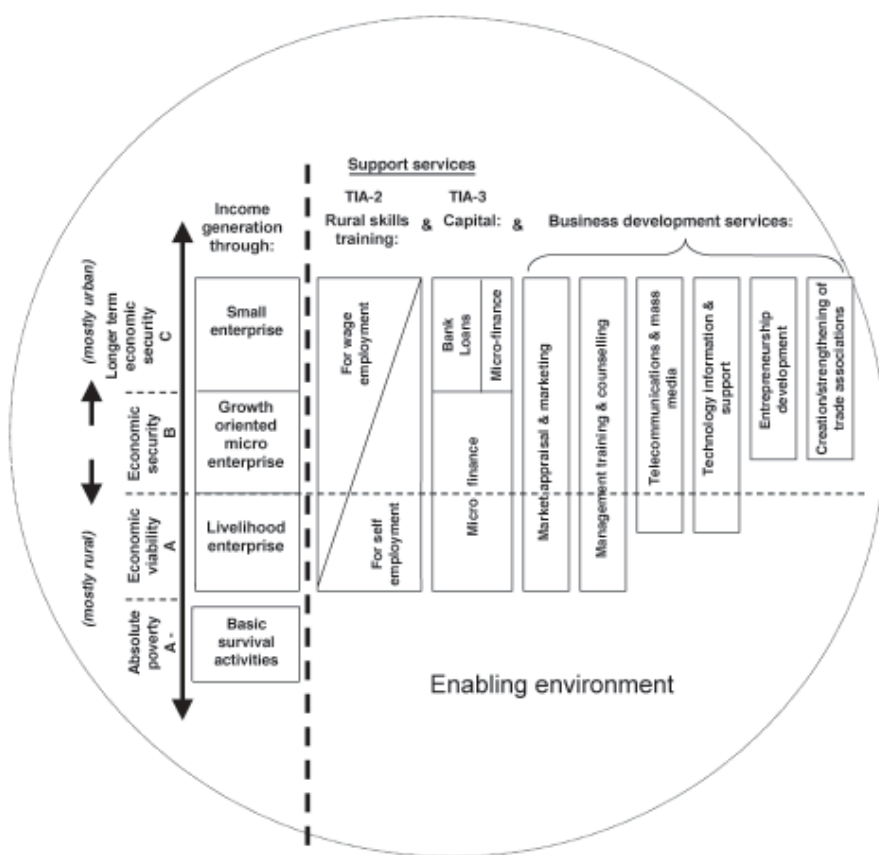 Support services
TIA-2
TIA-3
Income
generation
through:
Rural skills
training:
&
Capital:
&
Business development services:
(mostly urban)
Longer term
economic
security
C
Small
enterprise
For wage
employment
Bank
Loans
Micro-finance
Economic
security
B
Growth
oriented
micro
enterprise
(mostly rural)
Economic
viability
A
Livelihood
enterprise
For self
employment
Micro finance
Market appraisal & marketing
Management training & counselling
Telecommunications & mass
media
Technology information &
support
Entrepreneurship
development
Creation/strengthening of
trade associations
Absolute
poverty
A -
Basic
survival
activities
Enabling environment